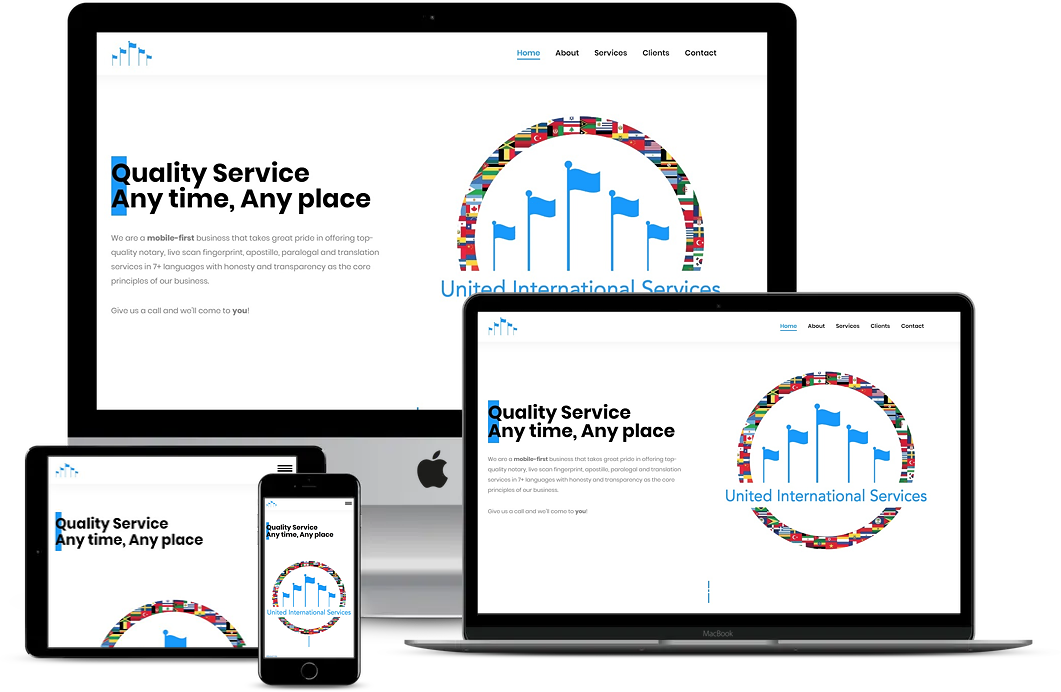 Home About Services Clients Contact
Quality Service
Any time, Any place
We are a mobile-first business that takes great pride in offering top-
quality notary, live scan fingerprint, apostille, paralegal and translation
services in 7+ languages with honesty and transparency as the core
principles of our business.
Give us a call and we'll come to you!
United International Services
Home About Services Clients Contact
Quality Service
Any time, Any place
We are a mobile-first business that takes great pride in offering top-
quality notary, live scan fingerprint, apostille, paralegal and translation
services in 7+ languages with honesty and transparency as the core
principles of our business.
Give us a call and we'll come to you!
United International Services
MacBook
Quality Service
Any time, Any place
Quality Service
Any time, Any place
United International Services